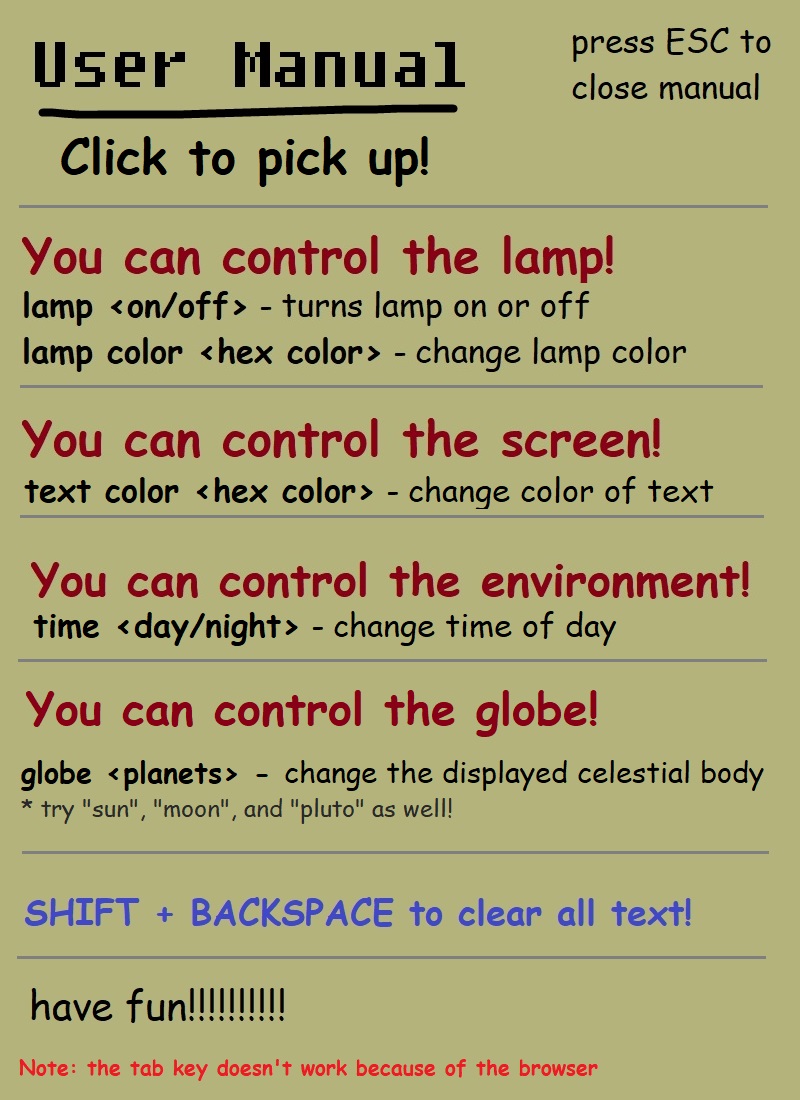 User Manual
press ESC to
close manual
Click to pick up!
You can control the lamp!
lamp <on/off> - turns lamp on or off
lamp color <hex color> - change lamp color
You can control the screen!
text color <hex color> - change color of text
You can control the environment!
time <day/night> - change time of day
You can control the globe!
globe <planets> - change the displayed celestial body
* try "sun", "moon", and "pluto" as well!
SHIFT + BACKSPACE to clear all text!
have fun!!!!!!!!!!
Note: the tab key doesn't work because of the browser